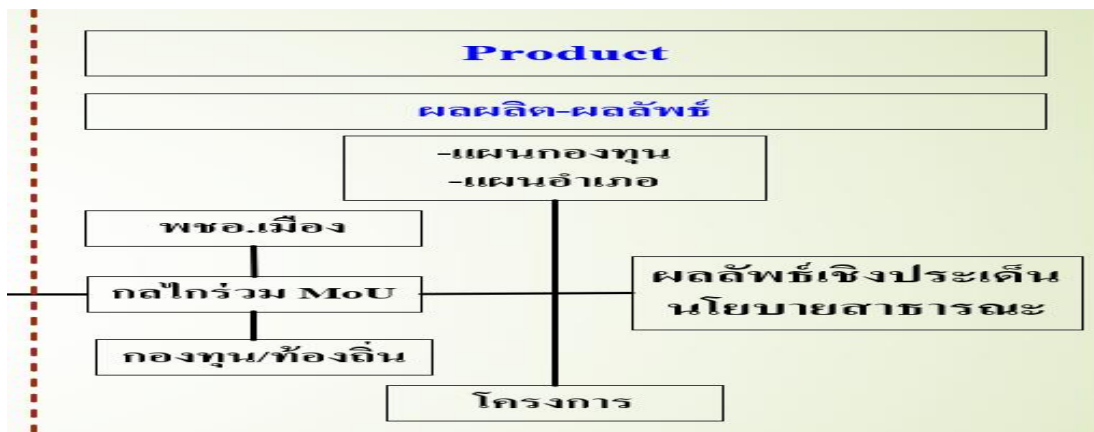 Product
ผลผลิต-ผลลัพธ์
-แผนกองทุน
-แผนอำเภอ
พชอ.เมือง
กลไกร่วม MoU
ผลลัพธ์เชิงประเด็น
นโยบายสาธารณะ
กองทุน/ท้องถิ่น
โครงการ